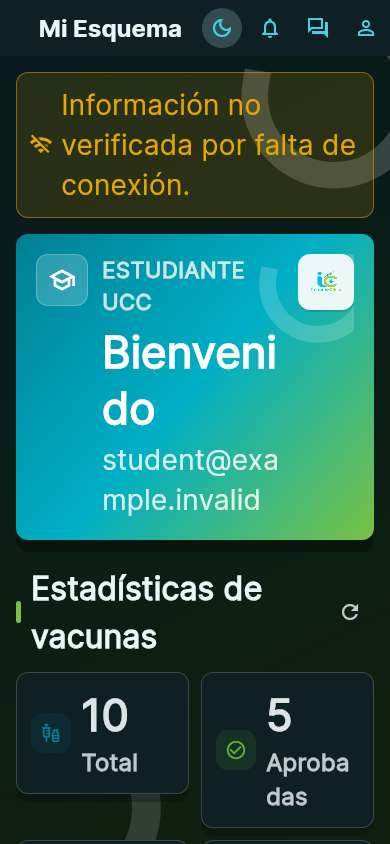 Mi Esquema
Información no
verificada por falta de
conexión.
ESTUDIANTE
UCC
Bienveni
do
student@exa
mple.invalid
Estadísticas de
vacunas
10
Total
5
Aproba
das